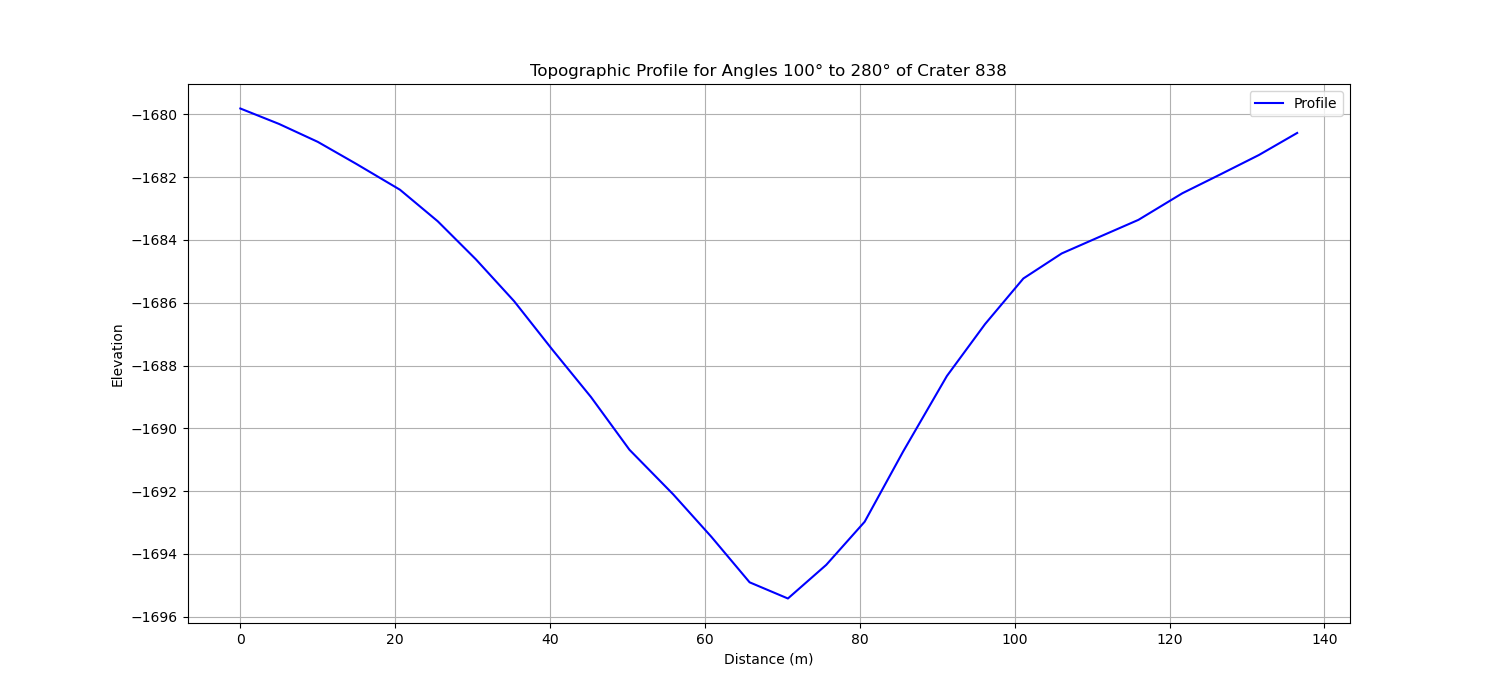 Topographic Profile for Angles 100° to 280° of Crater 838
Profile
−1680
−1682
−1684
−1686
−1688
−1690
−1692
−1694
−1696
Elevation
0 20 40 60 80 100 120 140
Distance (m)